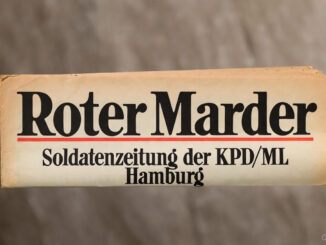 Roter Marder
Soldatenzeitung der KPD/ML
Hamburg